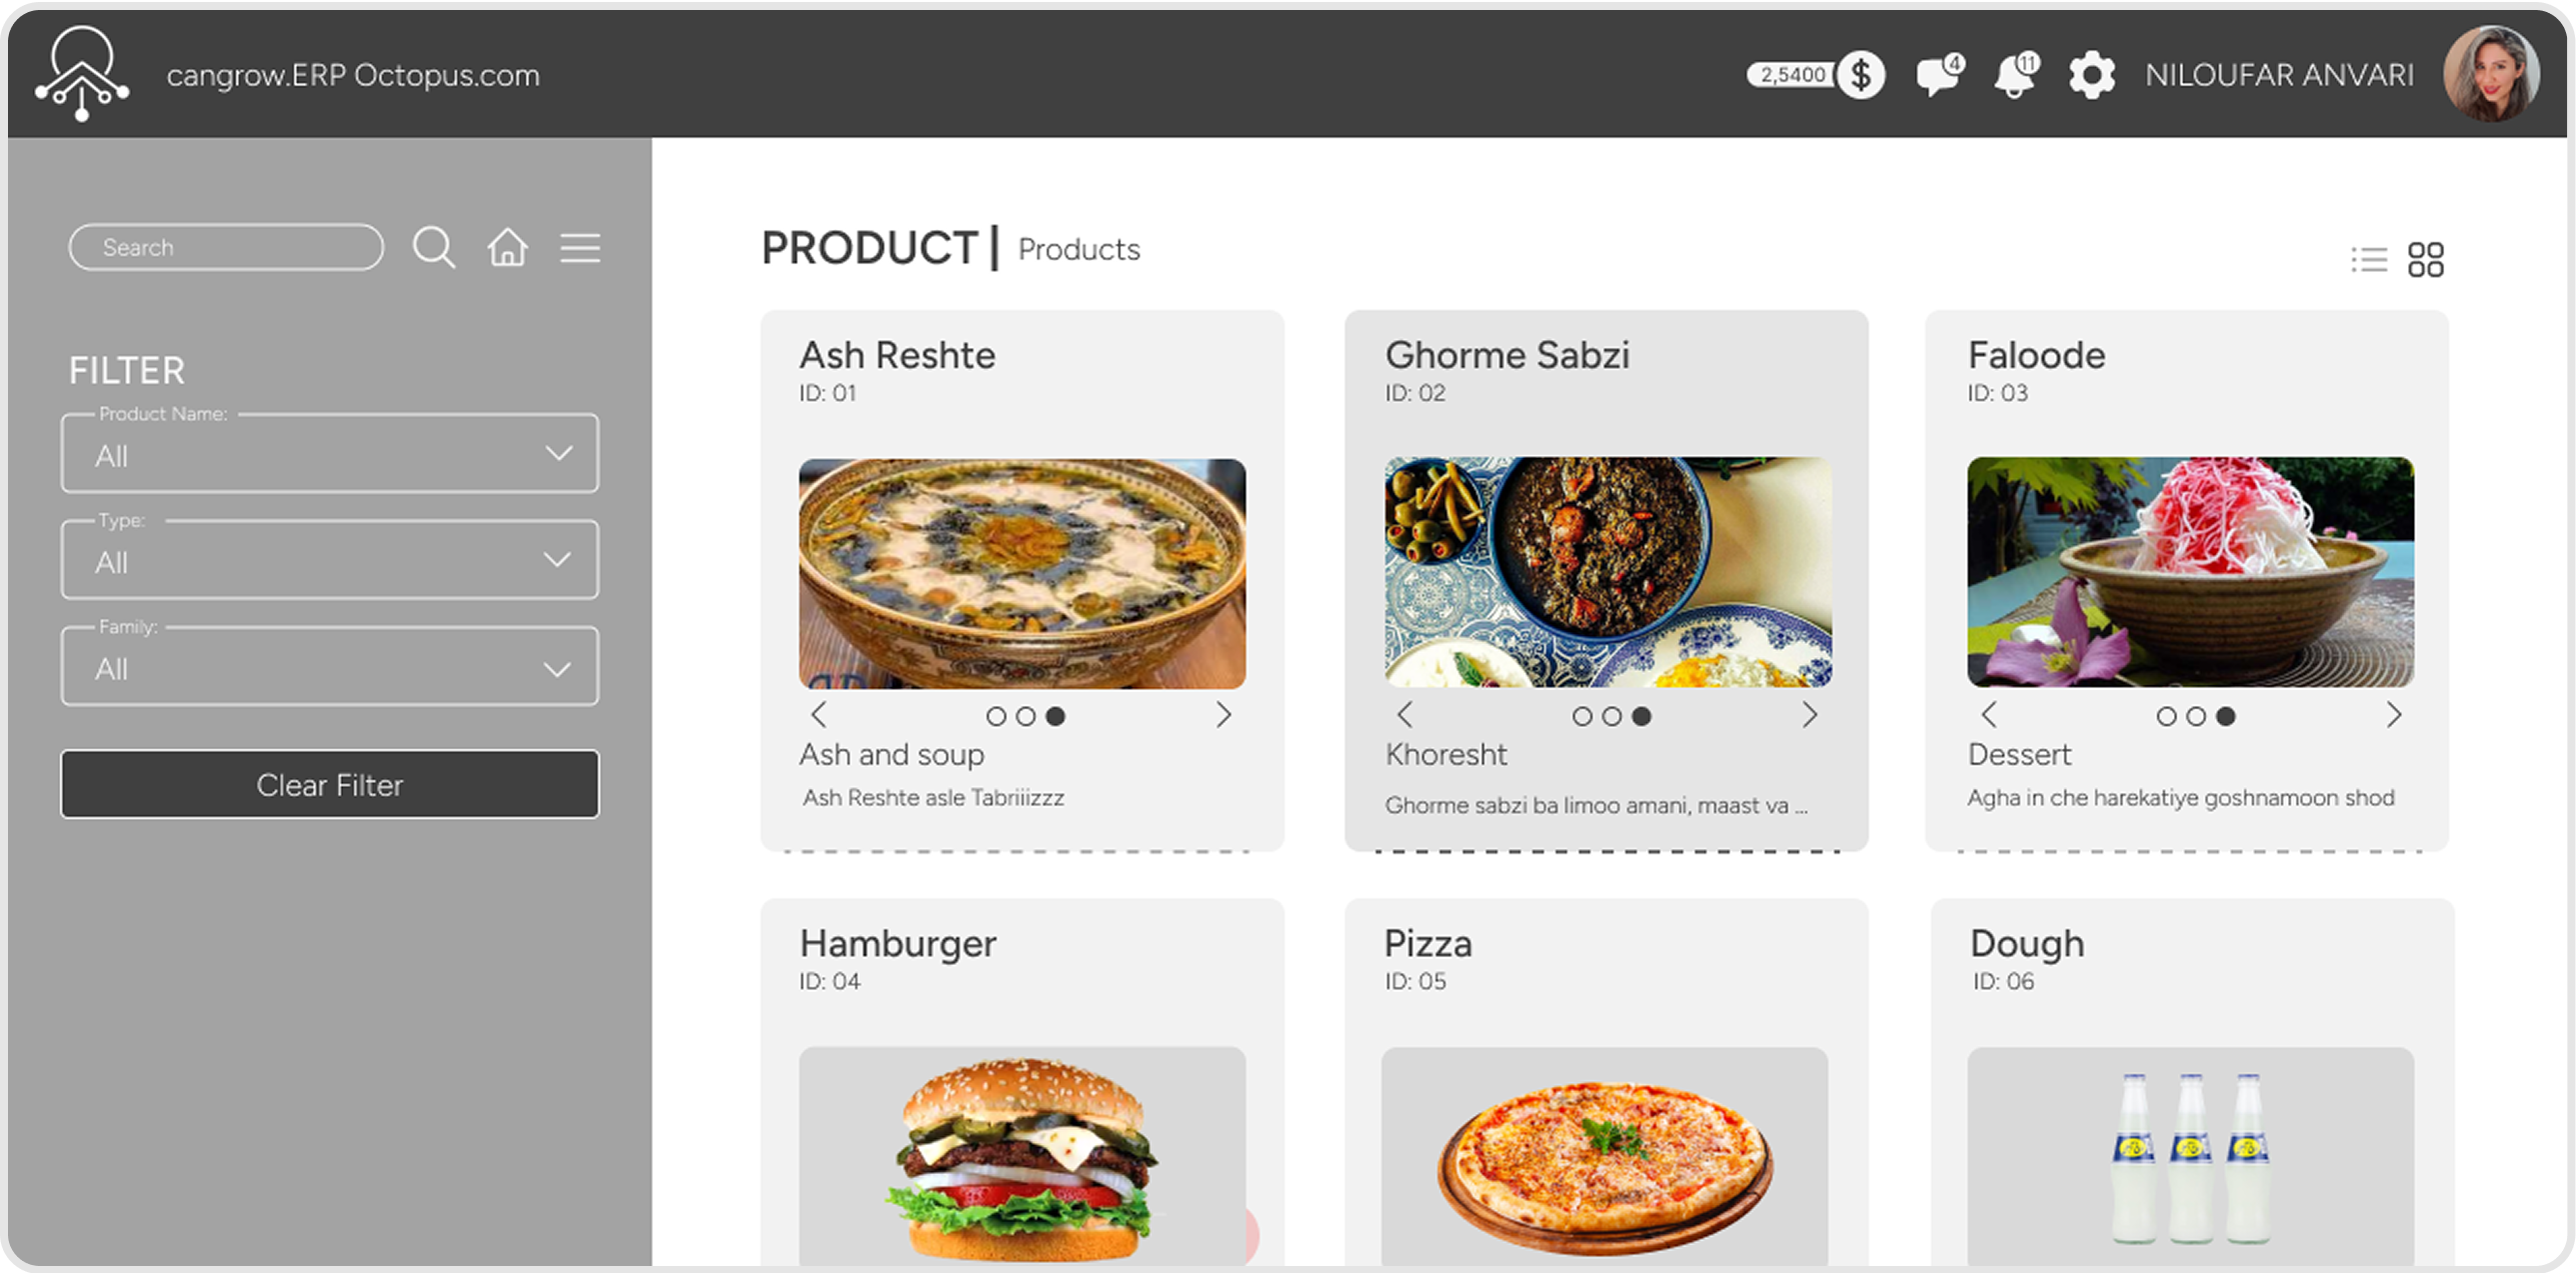 cangrow.ERP Octopus.com
2,5400
$
4
11
NILOUFAR ANVARI
Search
FILTER
Product Name:
All
Type:
All
Family:
All
Clear Filter
PRODUCT | Products
Ash Reshte
ID: 01
Ash and soup
Ash Reshte asle Tabriiizzz
Ghorme Sabzi
ID: 02
Khoresht
Ghorme sabzi ba limoo amani, maast va ...
Faloode
ID: 03
Dessert
Agha in che harekatiye goshnamoon shod
Hamburger
ID: 04
Pizza
ID: 05
Dough
ID: 06